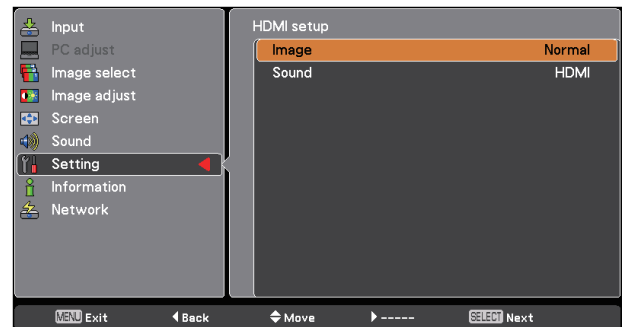 Input
PC adjust
Image select
Image adjust
Screen
Sound
Setting
Information
Network
HDMI setup
Image Normal
Sound HDMI
MENU Exit Back Move ----- SELECT Next